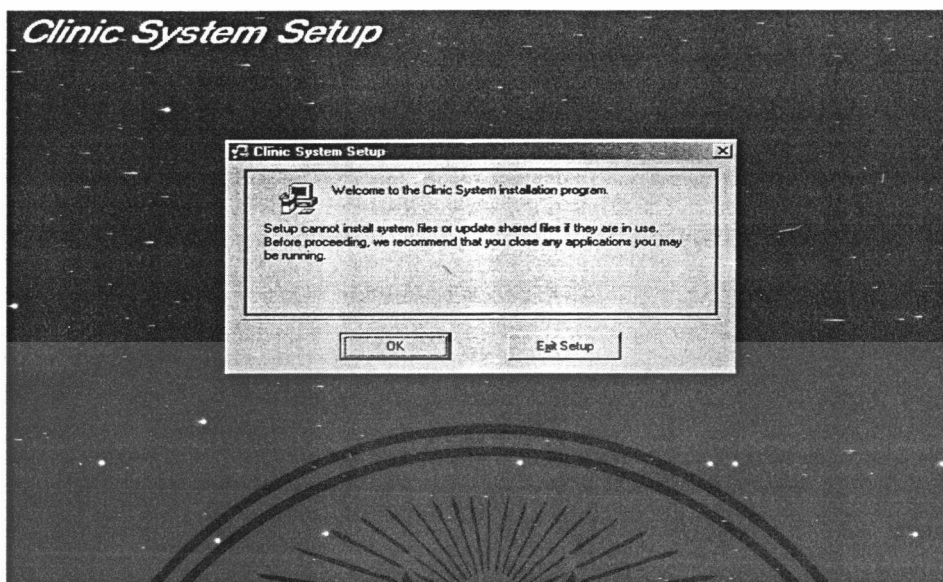 Clinic System Setup
Clinic System Setup
Welcome to the Clinic System installation program.
Setup cannot install system files or update shared files if they are in use.
Before proceeding, we recommend that you close any applications you may
be running.
OK
Exit Setup